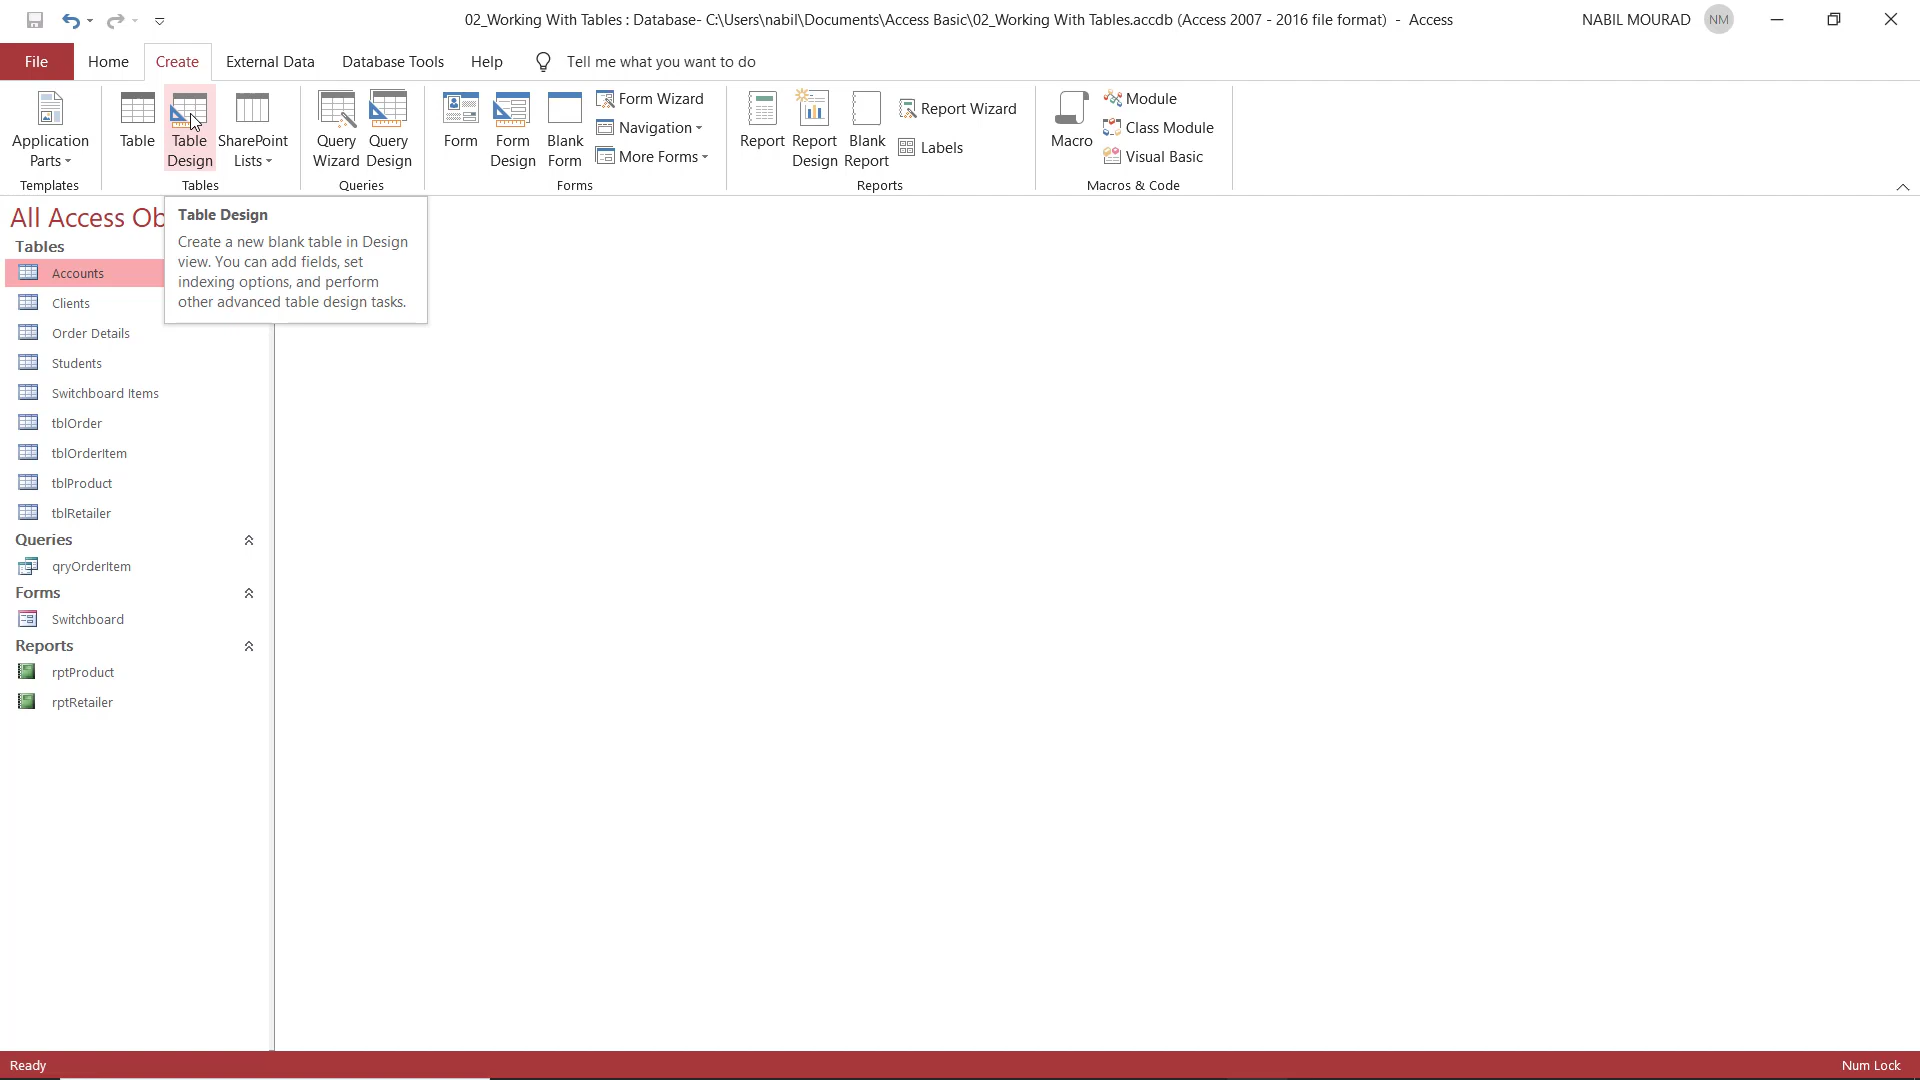 02_Working With Tables : Database- C:\Users\nabil\Documents\Access Basic\02_Working With Tables.accdb (Access 2007 - 2016 file format) - Access
NABIL MOURAD
NM
File
Home
Create
External Data
Database Tools
Help
Tell me what you want to do
Application
Parts
Templates
Table
Table
Design
SharePoint
Lists
Tables
Query
Wizard
Query
Design
Queries
Form
Form
Design
Blank
Form
Form Wizard
Navigation
More Forms
Forms
Report
Report
Design
Blank
Report
Report Wizard
Labels
Reports
Macro
Module
Class Module
Visual Basic
Macros & Code
All Access Ob
Table Design
Create a new blank table in Design
view. You can add fields, set
indexing options, and perform
other advanced table design tasks.
Tables
Accounts
Clients
Order Details
Students
Switchboard Items
tblOrder
tblOrderItem
tblProduct
tblRetailer
Queries
qryOrderItem
Forms
Switchboard
Reports
rptProduct
rptRetailer
Ready
Num Lock